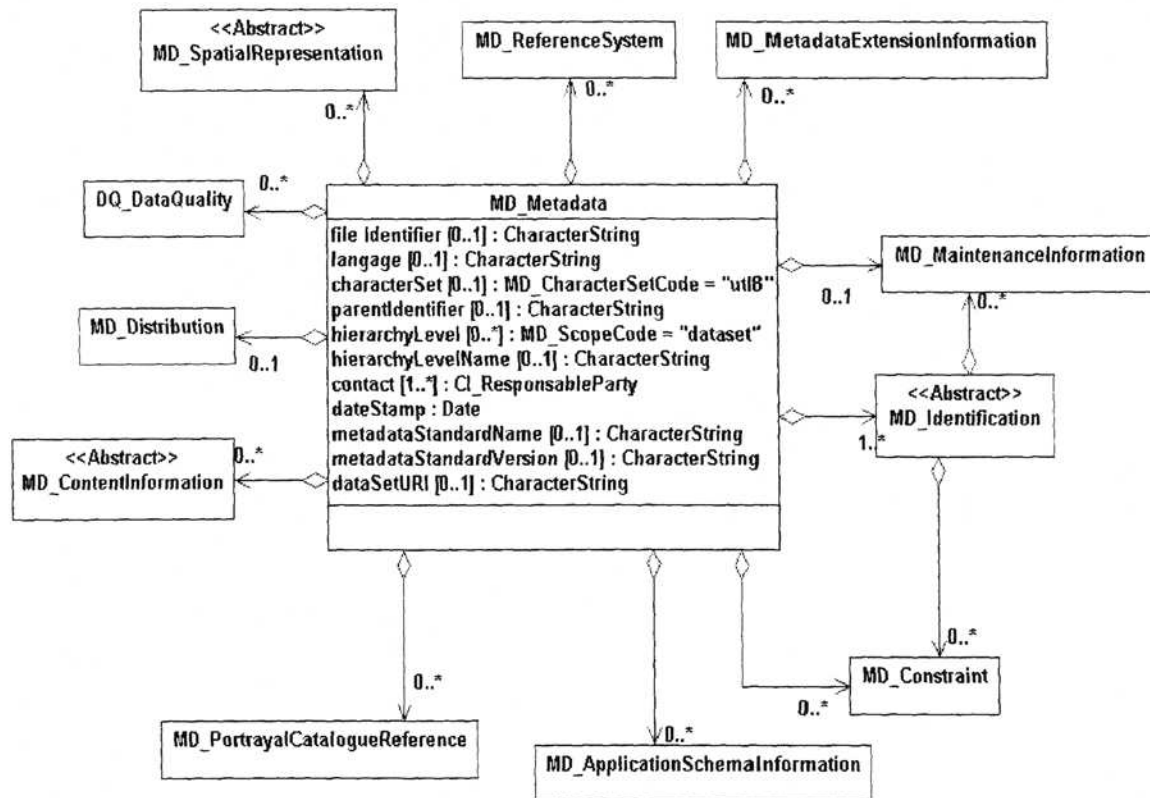 <<Abstract>>
MD_SpatialRepresentation
0..*
MD_ReferenceSystem
0..*
MD_MetadataExtensionInformation
0..*
DQ_DataQuality
0..*
MD_Distribution
0..1
<<Abstract>>
MD_ContentInformation
0..*
MD_Metadata
file Identifier [0..1] : CharacterString
langage [0..1] : CharacterString
characterSet [0..1] : MD_CharacterSetCode = "utl8"
parentIdentifier [0..1] : CharacterString
hierarchyLevel [0..*] : MD_ScopeCode = "dataset"
hierarchyLevelName [0..1] : CharacterString
contact [1..*] : CI_ResponsableParty
dateStamp : Date
metadataStandardName [0..1] : CharacterString
metadataStandardVersion [0..1] : CharacterString
dataSetURI [0..1] : CharacterString
MD_MaintenanceInformation
0..1
0..*
<<Abstract>>
MD_Identification
1..*
0..*
MD_Constraint
0..*
0..*
MD_PortrayalCatalogueReference
0..*
MD_ApplicationSchemaInformation